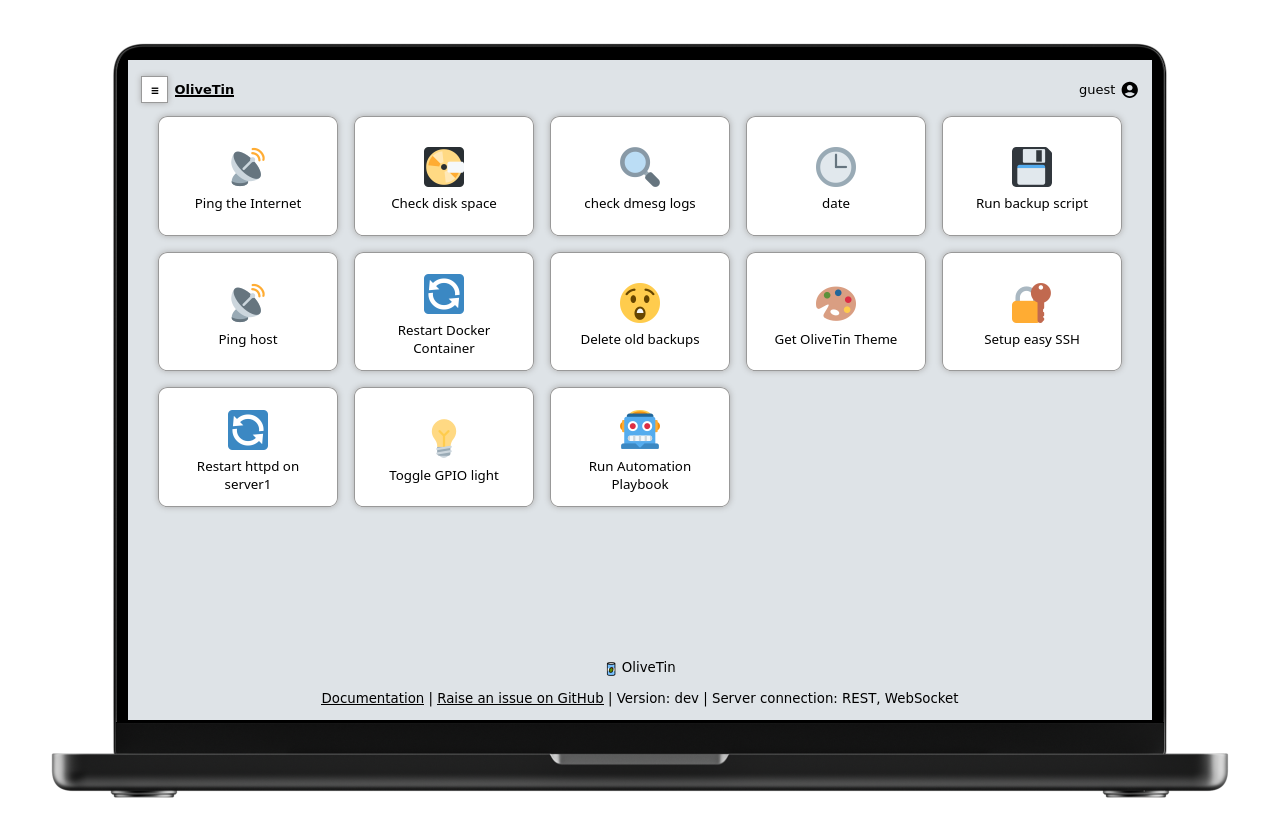 OliveTin
guest
Ping the Internet
Check disk space
check dmesg logs
date
Run backup script
Ping host
Restart Docker
Container
Delete old backups
Get OliveTin Theme
Setup easy SSH
Restart httpd on
server1
Toggle GPIO light
Run Automation
Playbook
OliveTin
Documentation | Raise an issue on GitHub | Version: dev | Server connection: REST, WebSocket